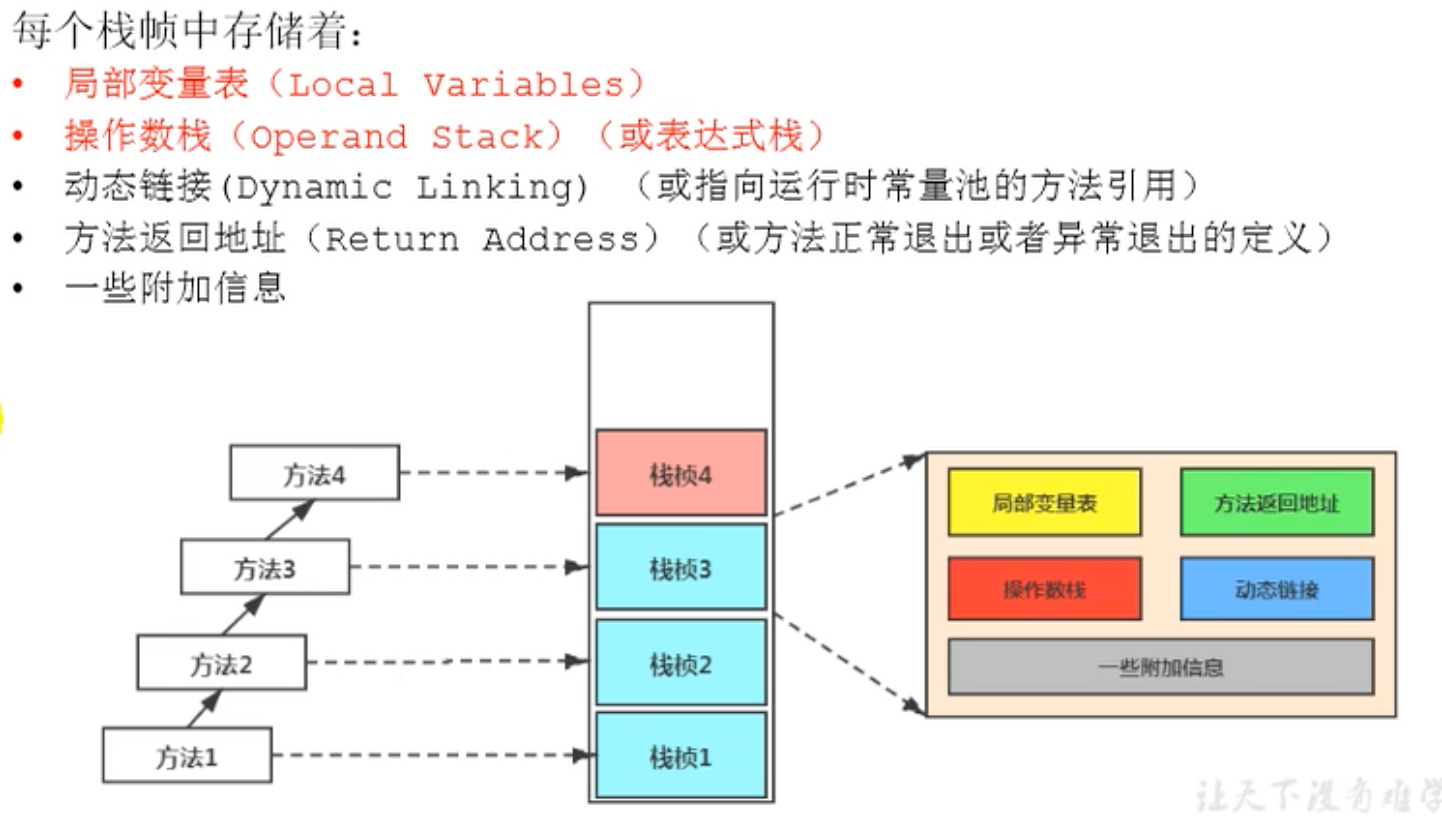 每个栈帧中存储着:
• 局部变量表(Local Variables)
• 操作数栈(Operand Stack)(或表达式栈)
• 动态链接(Dynamic Linking) (或指向运行时常量池的方法引用)
• 方法返回地址(Return Address)(或方法正常退出或者异常退出的定义)
• 一些附加信息
方法4
栈桢4
方法3
栈桢3
方法2
栈桢2
方法1
栈桢1
局部变量表
方法返回地址
操作数栈
动态链接
一些附加信息
让天下没有难学